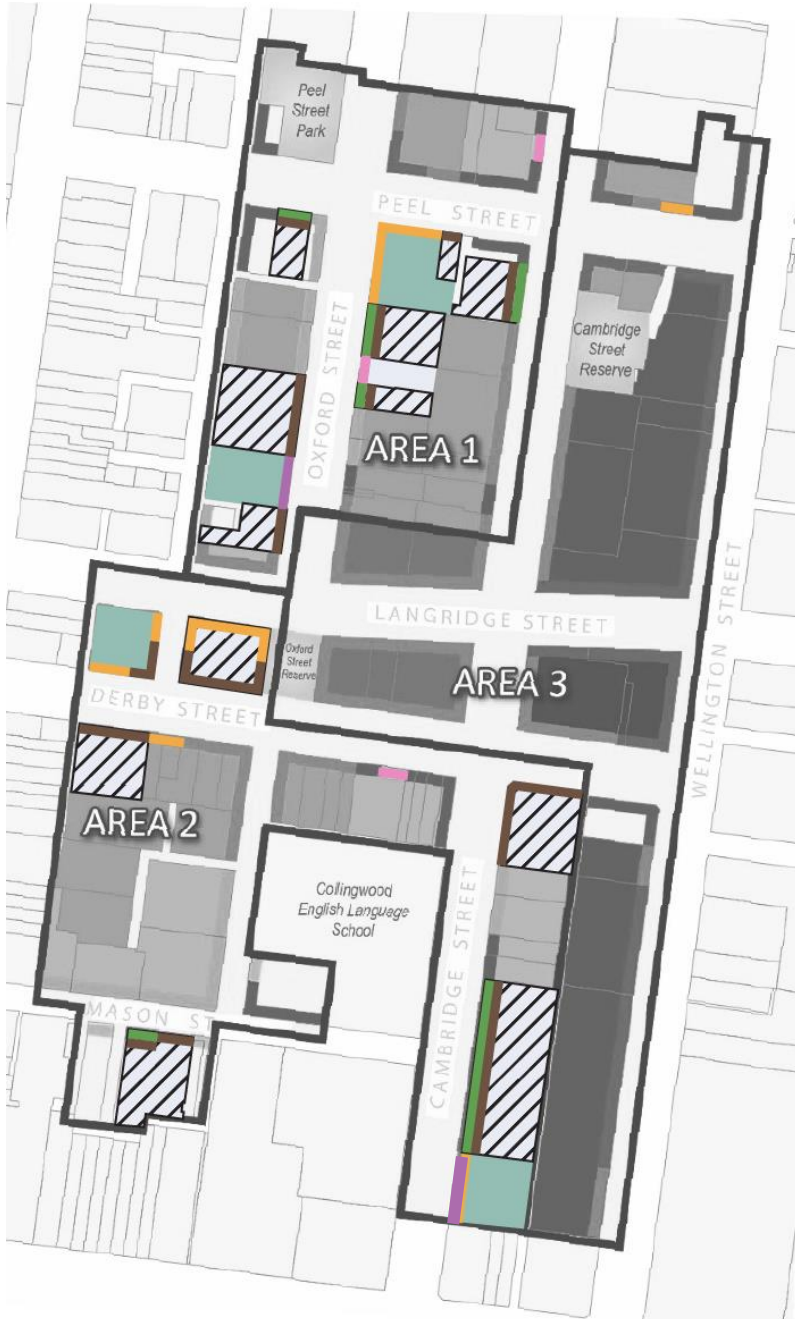 Peel
Street
Park
PEEL STREET
Cambridge
Street
Reserve
OXFORD STREET
AREA 1
LANGRIDGE STREET
Oxford
Street
Reserve
AREA 3
WELLINGTON STREET
DERBY STREET
AREA 2
Collingwood
English Language
School
CAMBRIDGE STREET
MASON ST